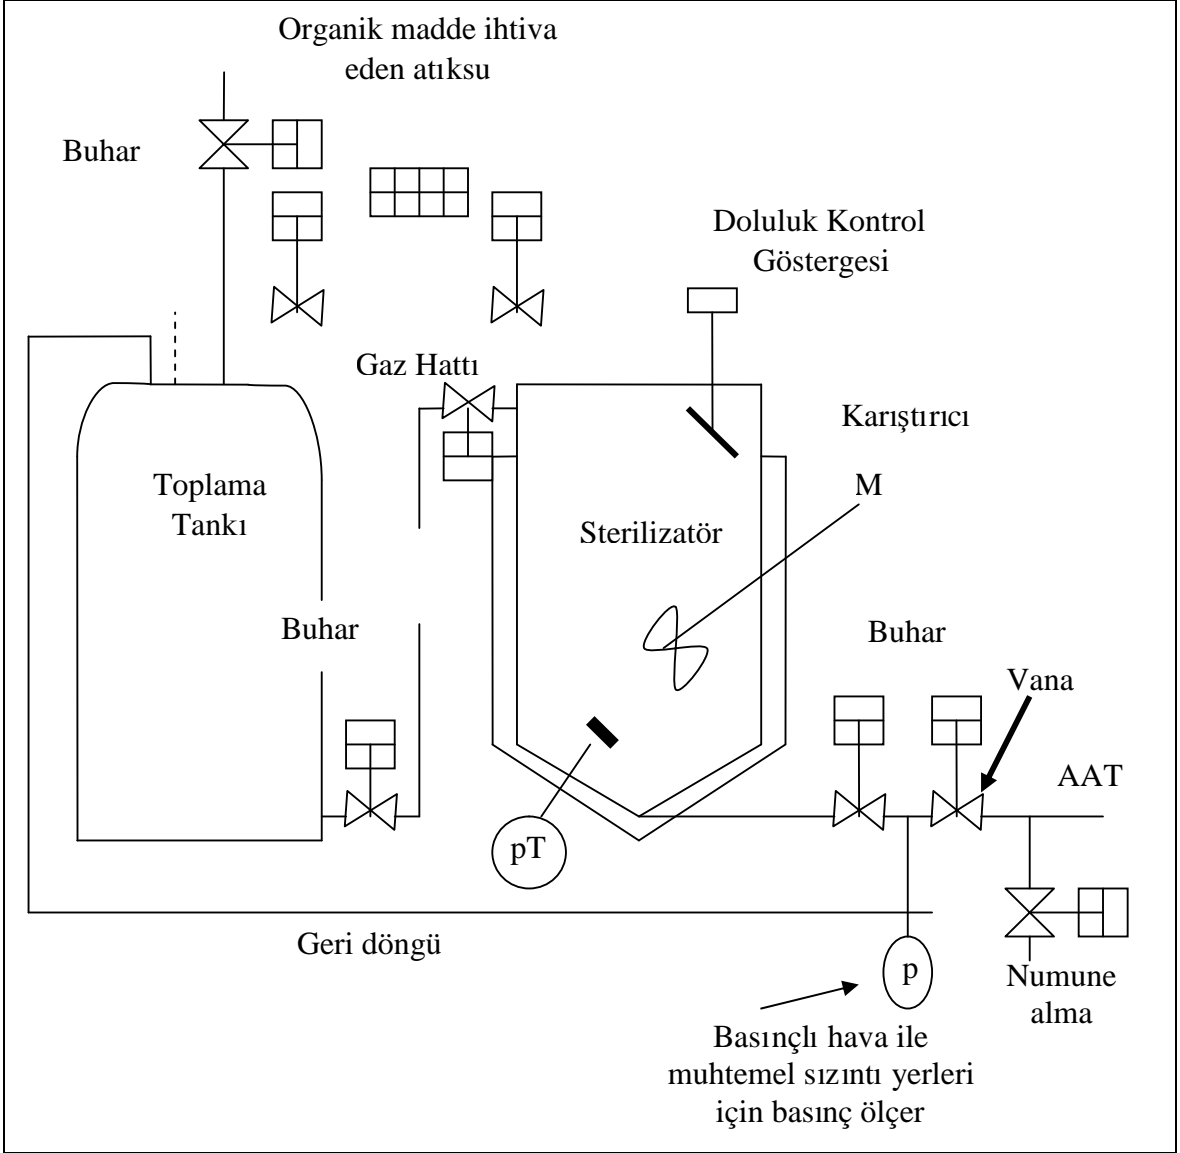 Organik madde ihtiva
eden atıksu
Buhar
Doluluk Kontrol
Göstergesi
Gaz Hattı
Karıştırıcı
Toplama
Tankı
M
Sterilizatör
Buhar
Buhar
Vana
AAT
pT
Geri döngü
p
Numune
alma
Basınçlı hava ile
muhtemel sızıntı yerleri
için basınç ölçer